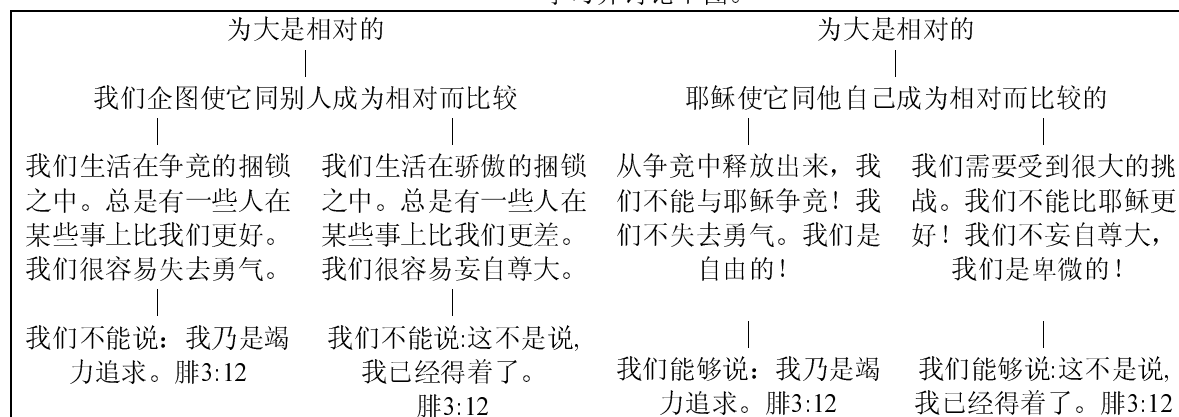 为大是相对的
我们企图使它同别人成为相对而比较
我们生活在争竞的捆锁
之中。总是有一些人在
某些事上比我们更好。
我们很容易失去勇气。
我们不能说：我乃是竭
力追求。腓3:12
我们生活在骄傲的捆锁
之中。总是有一些人在
某些事上比我们更差。
我们很容易妄自尊大。
我们不能说:这不是说,
我已经得着了。
腓3:12
为大是相对的
耶稣使它同他自己成为相对而比较的
从争竞中释放出来，我
们不能与耶稣争竞！我
们不失去勇气。我们是
自由的！
我们能够说：我乃是竭
力追求。腓3:12
我们需要受到很大的挑
战。我们不能比耶稣更
好！我们不妄自尊大，
我们是卑微的！
我们能够说:这不是说,
我已经得着了。腓3:12